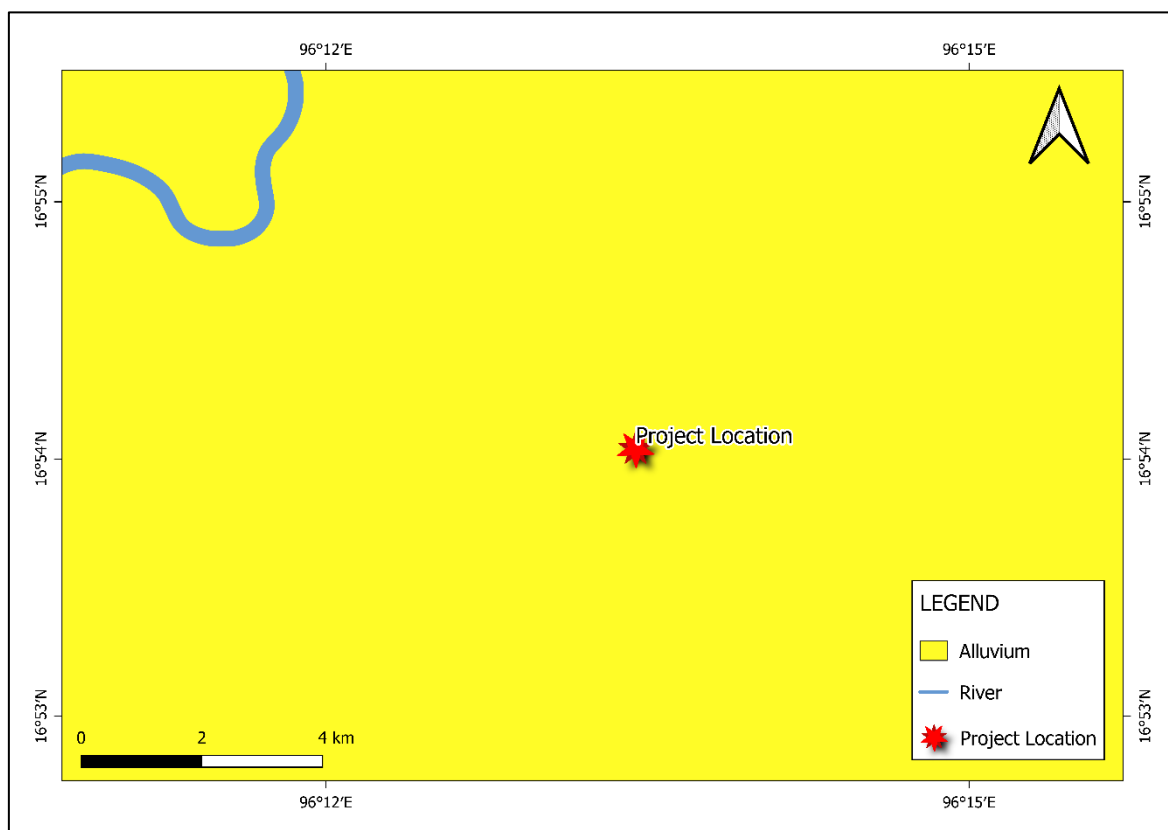 96°12′E
96°15′E
16°55′N
16°55′N
Project Location
16°54′N
16°54′N
LEGEND
Alluvium
River
Project Location
16°53′N
16°53′N
0 2 4 km
96°12′E
96°15′E